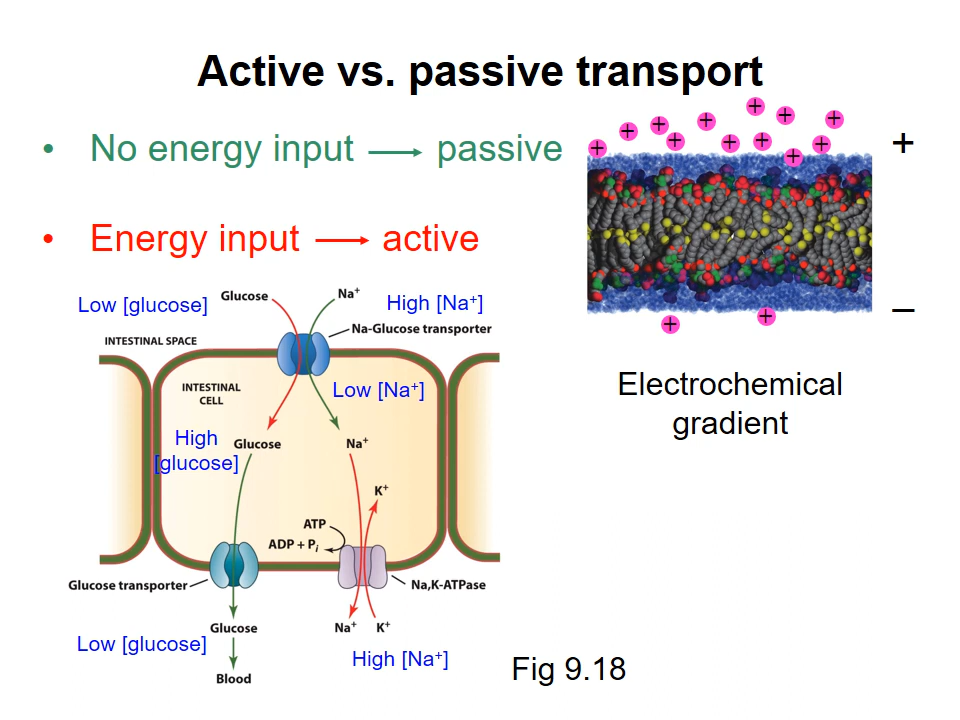 Active vs. passive transport
• No energy input → passive
• Energy input → active
+
−
Electrochemical
gradient
Low [glucose]
Glucose
Na⁺
High [Na⁺]
Na-Glucose transporter
INTESTINAL SPACE
INTESTINAL
CELL
Low [Na⁺]
High
[glucose]
Glucose
Na⁺
K⁺
ATP
ADP + Pᵢ
Glucose transporter
Na,K-ATPase
Glucose
Na⁺
K⁺
Low [glucose]
High [Na⁺]
Blood
Fig 9.18
+ + + + + + + + + + + +
+ +